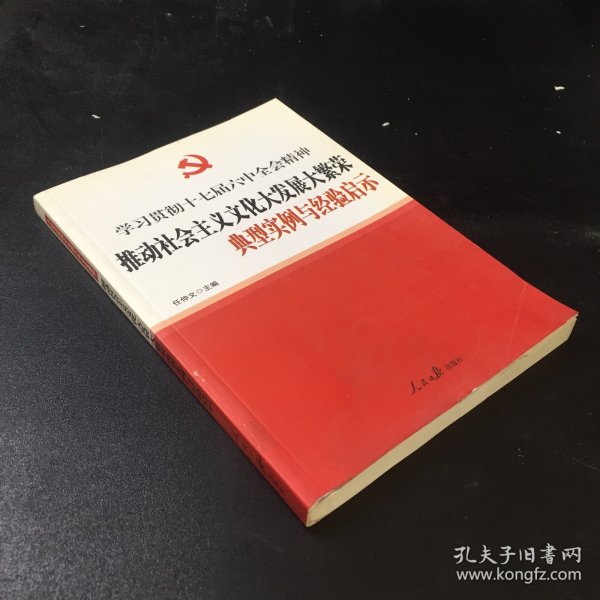 学习贯彻十七届六中全会精神
推动社会主义文化大发展大繁荣
典型实例与经验启示
任仲文○主编
人民日报出版社
孔夫子旧书网
www.kongfz.com